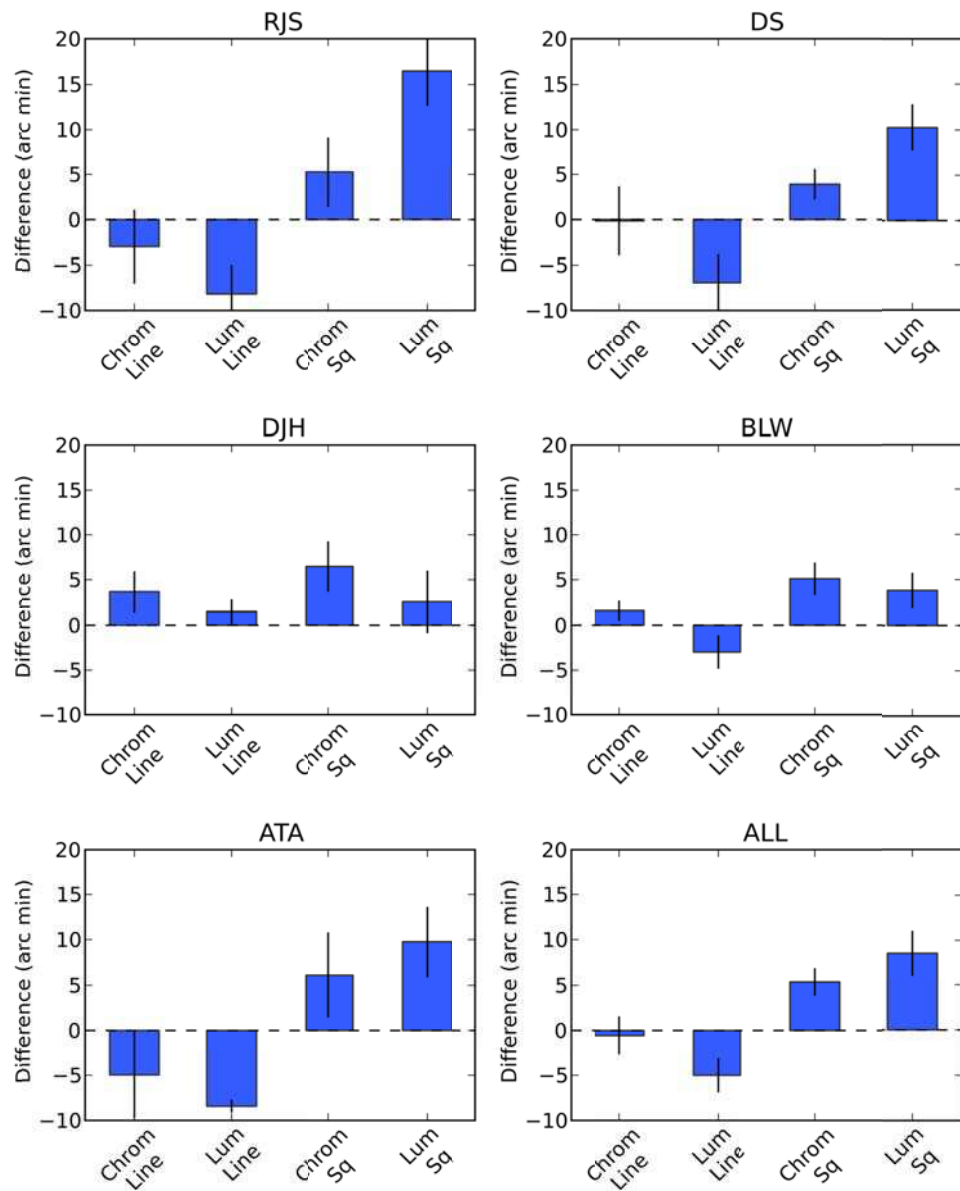 RJS
Difference (arc min)
20
15
10
5
0
−5
−10
Chrom
Line
Lum
Line
Chrom
Sq
Lum
Sq
DS
Difference (arc min)
20
15
10
5
0
−5
−10
Chrom
Line
Lum
Line
Chrom
Sq
Lum
Sq
DJH
Difference (arc min)
20
15
10
5
0
−5
−10
Chrom
Line
Lum
Line
Chrom
Sq
Lum
Sq
BLW
Difference (arc min)
20
15
10
5
0
−5
−10
Chrom
Line
Lum
Line
Chrom
Sq
Lum
Sq
ATA
Difference (arc min)
20
15
10
5
0
−5
−10
Chrom
Line
Lum
Line
Chrom
Sq
Lum
Sq
ALL
Difference (arc min)
20
15
10
5
0
−5
−10
Chrom
Line
Lum
Line
Chrom
Sq
Lum
Sq